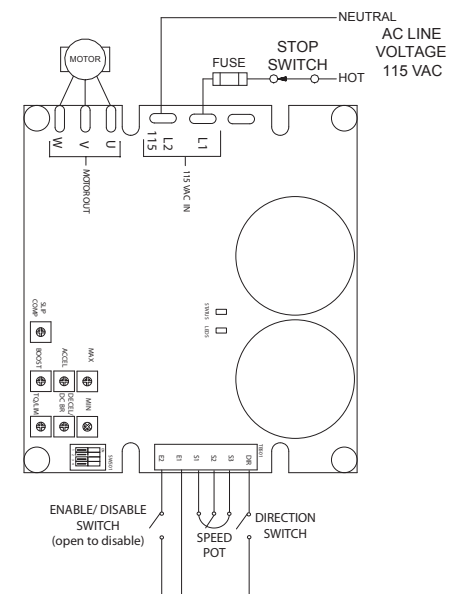 NEUTRAL
AC LINE
VOLTAGE
115 VAC
STOP
SWITCH
FUSE
HOT
MOTOR
W
V
U
115
L2
L1
MOTOR OUT
115 VAC IN
STATUS
LEDS
SLIP
COMP
BOOST
ACCEL
MAX
TQ/LIM
DECEL/
DC BR
MIN
SW501
TB501
E2
E1
S1
S2
S3
DIR
ENABLE/ DISABLE
SWITCH
(open to disable)
SPEED
POT
DIRECTION
SWITCH